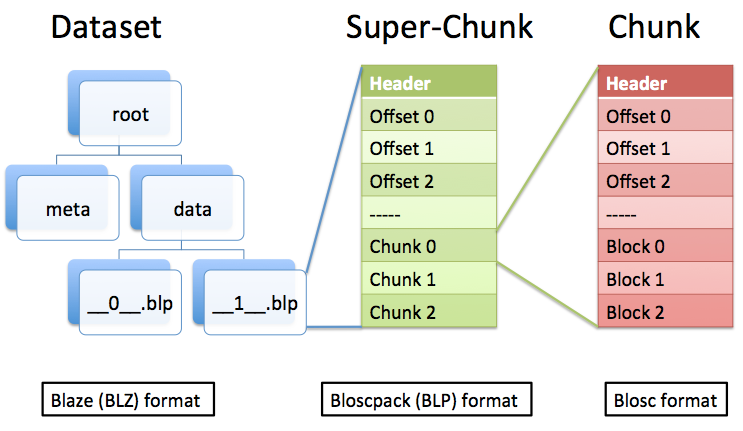 Dataset
Super-Chunk
Chunk
root
meta
data
__0__.blp
__1__.blp
Header
Offset 0
Offset 1
Offset 2
-----
Chunk 0
Chunk 1
Chunk 2
Header
Offset 0
Offset 1
Offset 2
-----
Block 0
Block 1
Block 2
Blaze (BLZ) format
Bloscpack (BLP) format
Blosc format